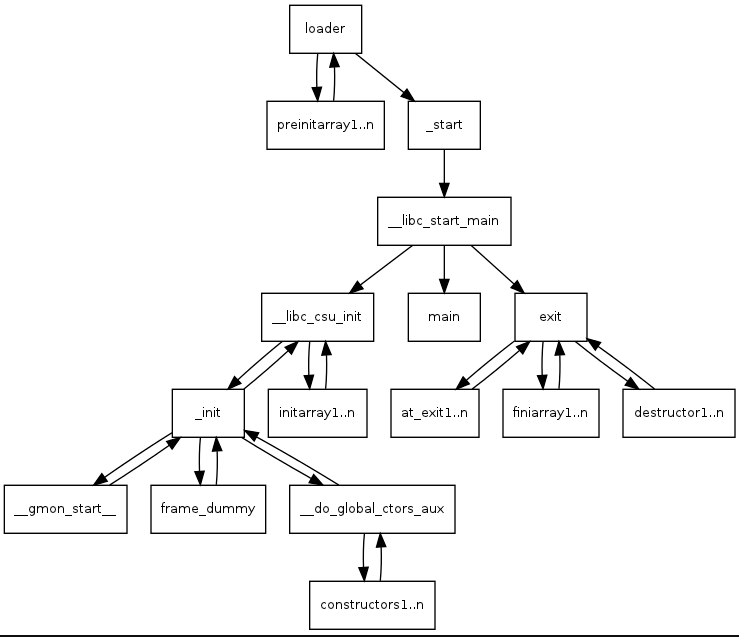 loader
preinitarray1..n
_start
__libc_start_main
__libc_csu_init
main
exit
_init
initarray1..n
at_exit1..n
finiarray1..n
destructor1..n
__gmon_start__
frame_dummy
__do_global_ctors_aux
constructors1..n